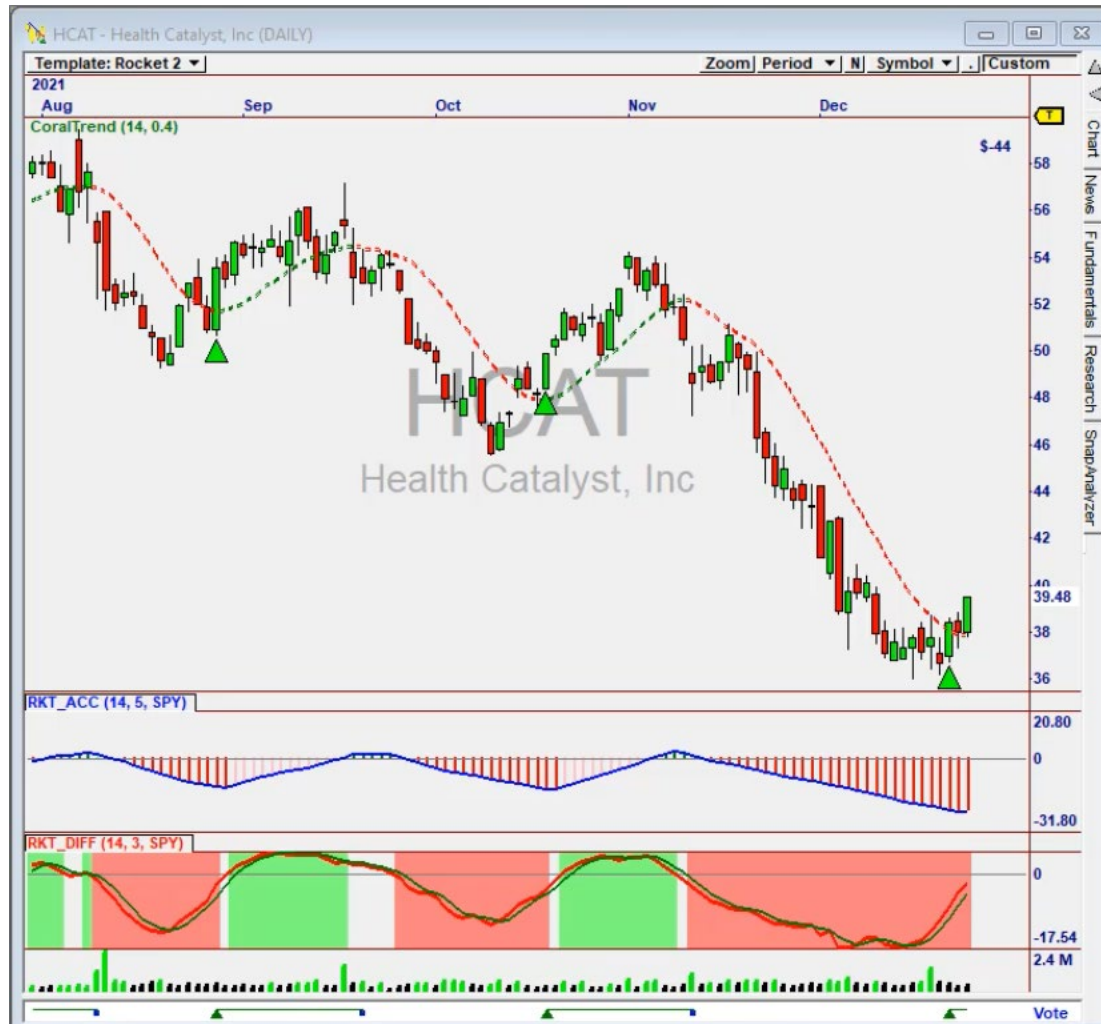 HCAT - Health Catalyst, Inc (DAILY)
Template: Rocket 2 Zoom Period N Symbol . Custom
2021
Aug Sep Oct Nov Dec
T
CoralTrend (14, 0.4)
$-44
58
56
54
52
50
48
46
44
42
40
39.48
38
36
HCAT
Health Catalyst, Inc
Chart
News
Fundamentals
Research
SnapAnalyzer
RKT_ACC (14, 5, SPY)
20.80
0
-31.80
RKT_DIFF (14, 3, SPY)
0
-17.54
2.4 M
Vote